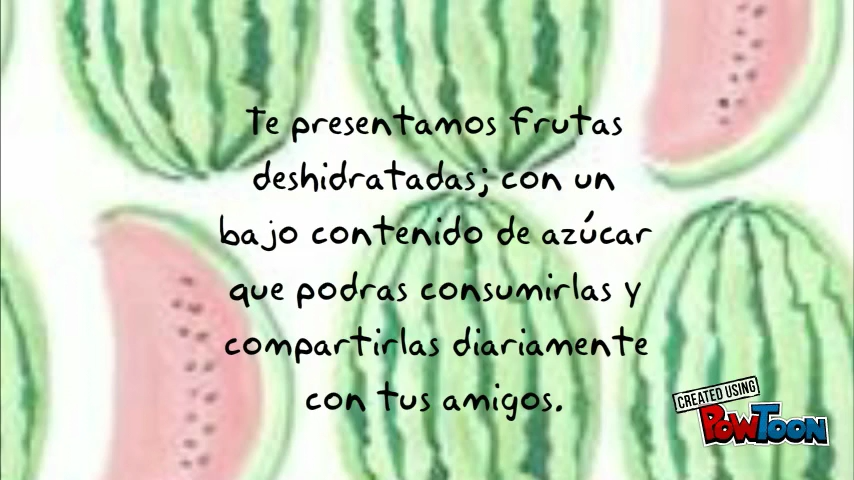 Te presentamos frutas
deshidratadas; con un
bajo contenido de azúcar
que podras consumirlas y
compartirlas diariamente
con tus amigos.
CREATED USING
POWTOON